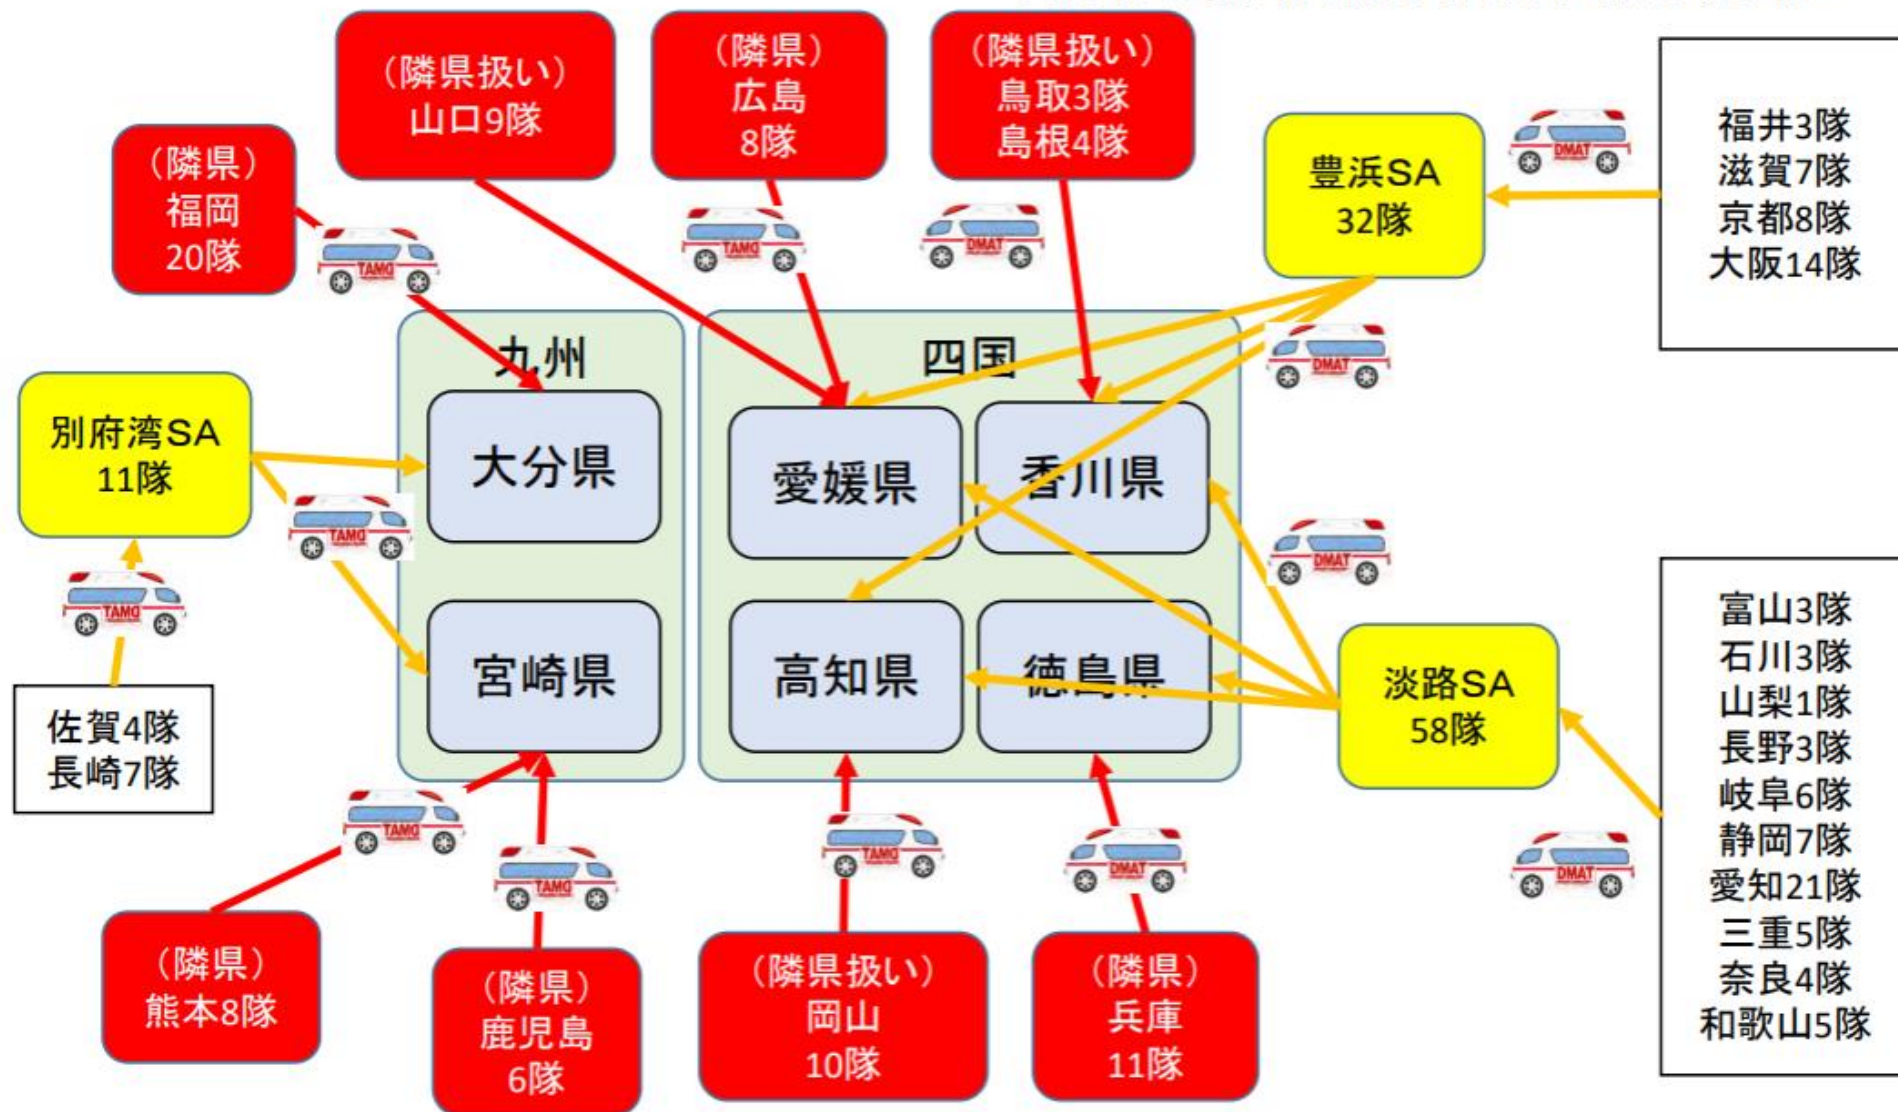 (隣県扱い)
山口9隊
(隣県)
広島
8隊
(隣県扱い)
鳥取3隊
島根4隊
(隣県)
福岡
20隊
豊浜SA
32隊
福井3隊
滋賀7隊
京都8隊
大阪14隊
九州
四国
別府湾SA
11隊
大分県
愛媛県
香川県
宮崎県
高知県
徳島県
淡路SA
58隊
佐賀4隊
長崎7隊
富山3隊
石川3隊
山梨1隊
長野3隊
岐阜6隊
静岡7隊
愛知21隊
三重5隊
奈良4隊
和歌山5隊
(隣県)
熊本8隊
(隣県)
鹿児島
6隊
(隣県扱い)
岡山
10隊
(隣県)
兵庫
11隊
DMAT
DMAT
DMAT
DMAT
DMAT
DMAT